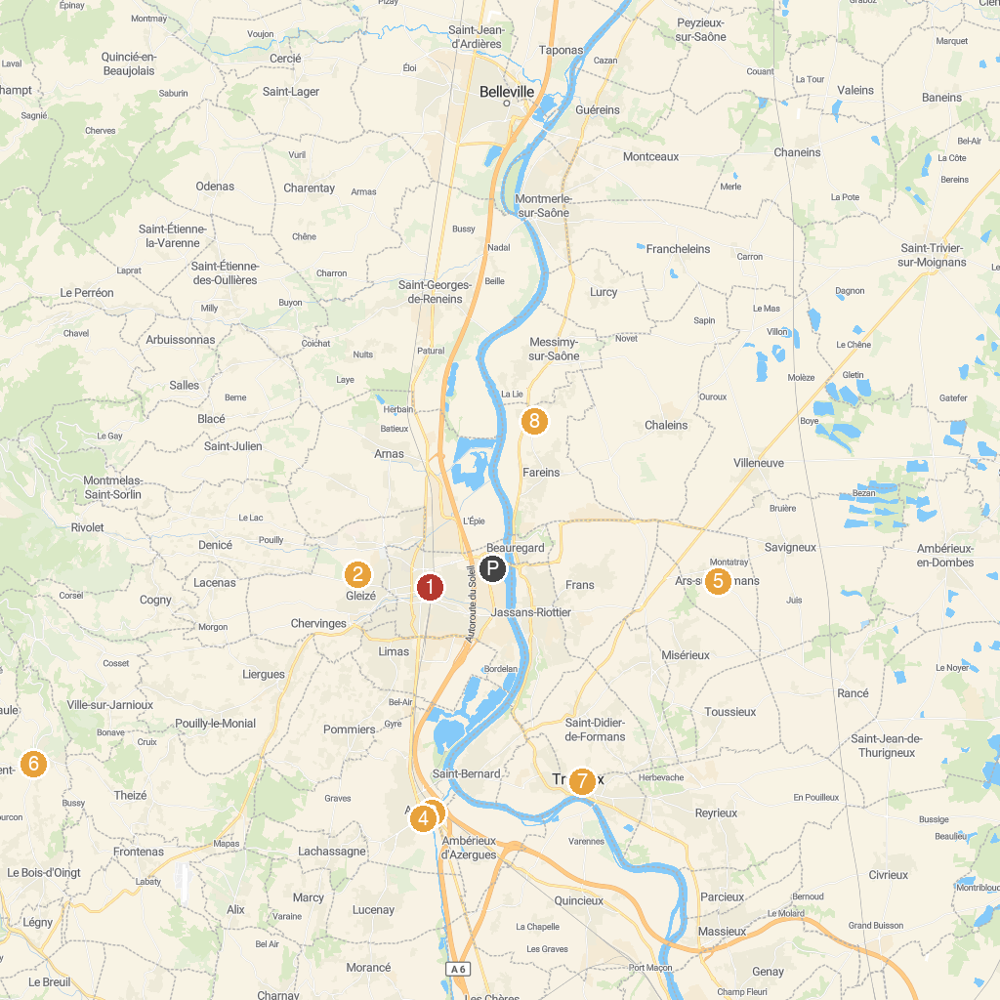 Épinay
Montmay
Voujon
Saint-Jean-
d'Ardières
Pizay
Peyzieux-
sur-Saône
Graboz
Marquet
Laval
Quincié-en-
Beaujolais
Cercié
Éloi
Taponas
Cazan
Couant
La Tour
Saburin
Saint-Lager
Belleville
Valeins
Baneins
Sagnié
Cherves
Guéreins
Bel-Air
Vuril
Montceaux
Chaneins
La Côte
Odenas
Charentay
Armas
Merle
Bereins
La Pote
Montmerle-
sur-Saône
Saint-Étienne-
la-Varenne
Chêne
Bussy
Nadal
Francheleins
Carron
Saint-Trivier-
sur-Moignans
Laprat
Saint-Étienne-
des-Oullières
Charron
Saint-Georges-
de-Reneins
Beille
Le Perréon
Milly
Buyon
Lurcy
Dagnon
Le Mas
Chavel
Arbuissonnas
Coichat
Nuits
Patural
Messimy-
sur-Saône
Novet
Sapin
Villon
Le Chêne
Salles
Laye
Molèze
Gletin
Berne
La Lie
Ouroux
Gatefer
Blacé
Herbain
Batieux
8
Chaleins
Boye
Le Gay
Saint-Julien
Arnas
Villeneuve
Montmelas-
Saint-Sorlin
Fareins
Bezan
Rivolet
Le Lac
L'Épie
Bruière
Denicé
Pouilly
Beauregard
Savigneux
Ambérieux-
en-Dombes
P
Montatray
2
Lacenas
Gleizé
1
Frans
5
Corsel
Cogny
Juis
Morgon
Chervinges
Autoroute du Soleil
Jassans-Riottier
Limas
Misérieux
Cosset
Liergues
Bordelan
Le Noyer
Ville-sur-Jarnioux
Bel-Air
Rancé
Bonave
Cruix
Pouilly-le-Monial
Pommiers
Gyre
Saint-Didier-
de-Formans
Toussieux
Saint-Jean-de-
Thurigneux
6
Saint-Bernard
7
Herbevache
Bussy
Theizé
Graves
En Pouilleux
4
Reyrieux
Bussige
Beaulieu
Mapas
Frontenas
Lachassagne
Ambérieux
d'Azergues
Varennes
Le Bois-d'Oingt
Labaty
Civrieux
Marcy
Parcieux
Bernoud
Montribloud
Légny
Alix
Varaine
Lucenay
Quincieux
Le Molard
Grand Buisson
La Chapelle
Massieux
Bel Air
Les Graves
Morancé
A 6
Port Maçon
Genay
Le Breuil
Charnay
Les Chères
Champ Fleuri